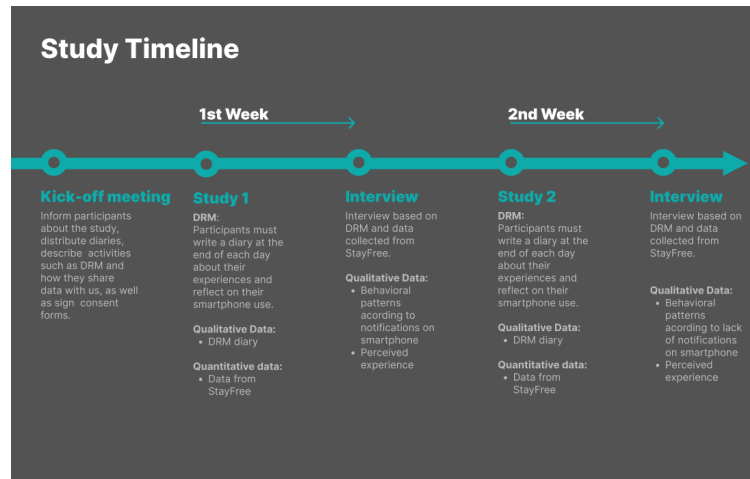 Study Timeline
1st Week
2nd Week
Kick-off meeting
Inform participants
about the study,
distribute diaries,
describe activities
such as DRM and
how they share
data with us, as well
as sign consent
forms.
Study 1
DRM:
Participants must
write a diary at the
end of each day
about their
experiences and
reflect on their
smartphone use.
Qualitative Data:
• DRM diary
Quantitative data:
• Data from
StayFree
Interview
Interview based on
DRM and data
collected from
StayFree.
Qualitative Data:
• Behavioral
patterns
acording to
notifications on
smartphone
• Perceived
experience
Study 2
DRM:
Participants must
write a diary at the
end of each day
about their
experiences and
reflect on their
smartphone use.
Qualitative Data:
• DRM diary
Quantitative data:
• Data from
StayFree
Interview
Interview based on
DRM and data
collected from
StayFree.
Qualitative Data:
• Behavioral
patterns
acording to lack
of notifications
on smartphone
• Perceived
experience